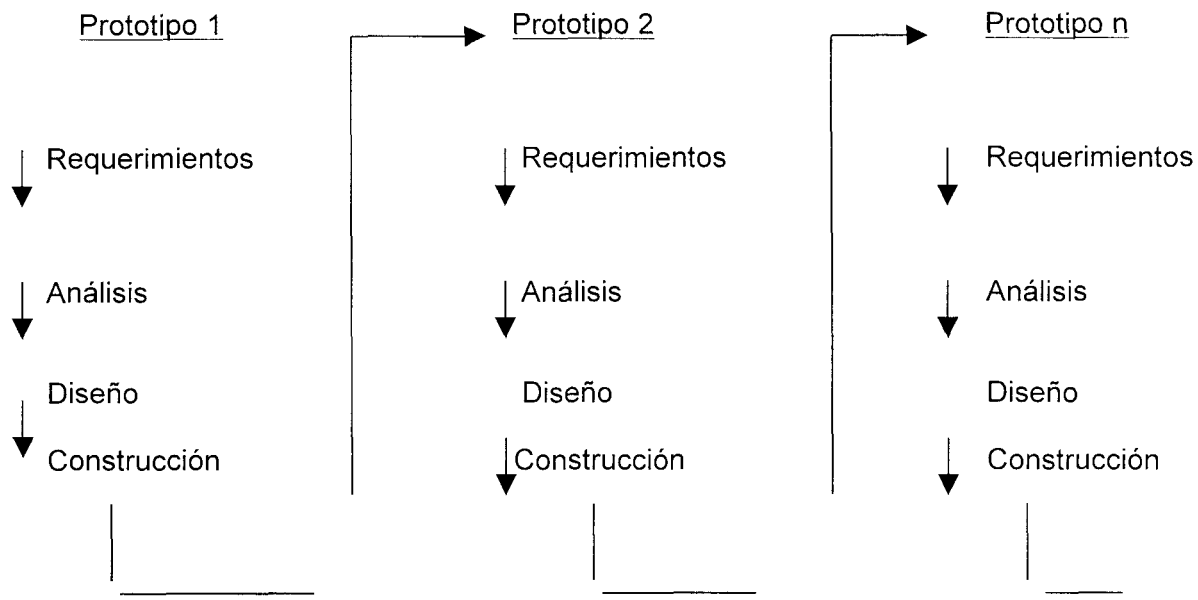 Prototipo 1
Requerimientos
Análisis
Diseño
Construcción
Prototipo 2
Requerimientos
Análisis
Diseño
Construcción
Prototipo n
Requerimientos
Análisis
Diseño
Construcción